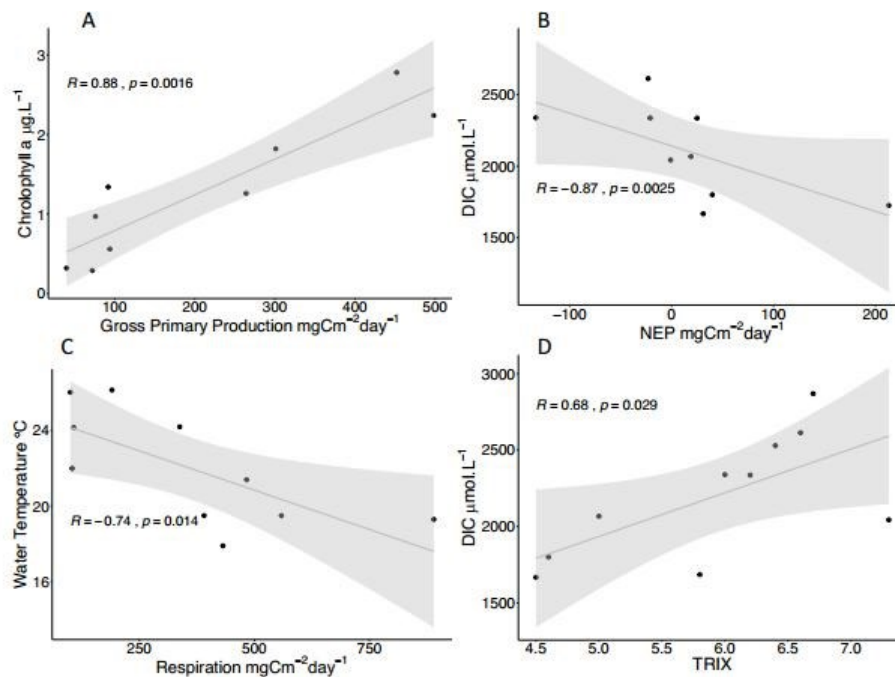 A
Chrolophyll a µg.L⁻¹
3
2
1
0
R = 0.88 , p = 0.0016
100 200 300 400 500
Gross Primary Production mgCm⁻²day⁻¹
B
DIC µmol.L⁻¹
2500
2000
1500
R = −0.87 , p = 0.0025
−100 0 100 200
NEP mgCm⁻²day⁻¹
C
Water Temperature ºC
24
20
16
R = −0.74 , p = 0.014
250 500 750
Respiration mgCm⁻²day⁻¹
D
DIC µmol.L⁻¹
3000
2500
2000
1500
R = 0.68 , p = 0.029
4.5 5.0 5.5 6.0 6.5 7.0
TRIX